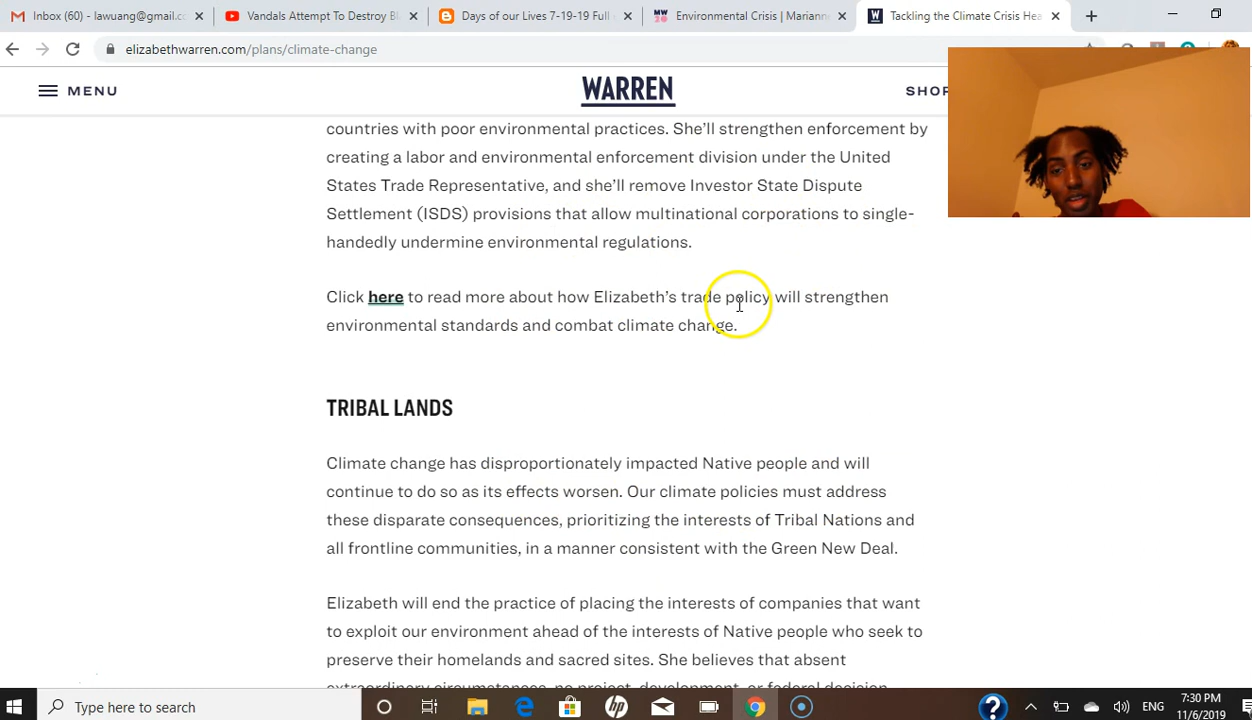 Inbox (60) - lawuang@gmail.c
Vandals Attempt To Destroy Bl
Days of our Lives 7-19-19 Full
Environmental Crisis | Mariann
Tackling the Climate Crisis Hea
elizabethwarren.com/plans/climate-change
MENU
WARREN
SHOP
countries with poor environmental practices. She’ll strengthen enforcement by
creating a labor and environmental enforcement division under the United
States Trade Representative, and she’ll remove Investor State Dispute
Settlement (ISDS) provisions that allow multinational corporations to single-
handedly undermine environmental regulations.
Click here to read more about how Elizabeth’s trade policy will strengthen
environmental standards and combat climate change.
TRIBAL LANDS
Climate change has disproportionately impacted Native people and will
continue to do so as its effects worsen. Our climate policies must address
these disparate consequences, prioritizing the interests of Tribal Nations and
all frontline communities, in a manner consistent with the Green New Deal.
Elizabeth will end the practice of placing the interests of companies that want
to exploit our environment ahead of the interests of Native people who seek to
preserve their homelands and sacred sites. She believes that absent
extraordinary circumstances, no project, development, or federal decision
Type here to search
ENG
7:30 PM
11/6/2019